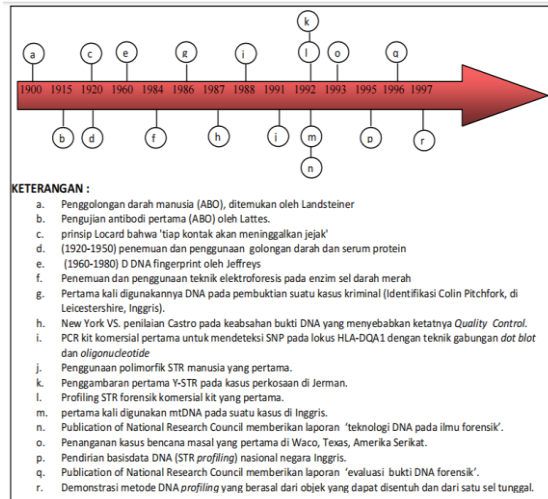 k
a c e g i l o q
1900 1915 1920 1960 1984 1986 1987 1988 1991 1992 1993 1995 1996 1997
b d f h j m p r
n
KETERANGAN :
a. Penggolongan darah manusia (ABO), ditemukan oleh Landsteiner
b. Pengujian antibodi pertama (ABO) oleh Lattes.
c. prinsip Locard bahwa 'tiap kontak akan meninggalkan jejak'
d. (1920-1950) penemuan dan penggunaan golongan darah dan serum protein
e. (1960-1980) D DNA fingerprint oleh Jeffreys
f. Penemuan dan penggunaan teknik elektroforesis pada enzim sel darah merah
g. Pertama kali digunakannya DNA pada pembuktian suatu kasus kriminal (Identifikasi Colin Pitchfork, di
Leicestershire, Inggris).
h. New York VS. penilaian Castro pada keabsahan bukti DNA yang menyebabkan ketatnya Quality Control.
i. PCR kit komersial pertama untuk mendeteksi SNP pada lokus HLA-DQA1 dengan teknik gabungan dot blot
dan oligonucleotide
j. Penggunaan polimorfik STR manusia yang pertama.
k. Penggambaran pertama Y-STR pada kasus perkosaan di Jerman.
l. Profiling STR forensik komersial kit yang pertama.
m. pertama kali digunakan mtDNA pada suatu kasus di Inggris.
n. Publication of National Research Council memberikan laporan 'teknologi DNA pada ilmu forensik'.
o. Penanganan kasus bencana masal yang pertama di Waco, Texas, Amerika Serikat.
p. Pendirian basisdata DNA (STR profiling) nasional negara Inggris.
q. Publication of National Research Council memberikan laporan 'evaluasi bukti DNA forensik'.
r. Demonstrasi metode DNA profiling yang berasal dari objek yang dapat disentuh dan dari satu sel tunggal.